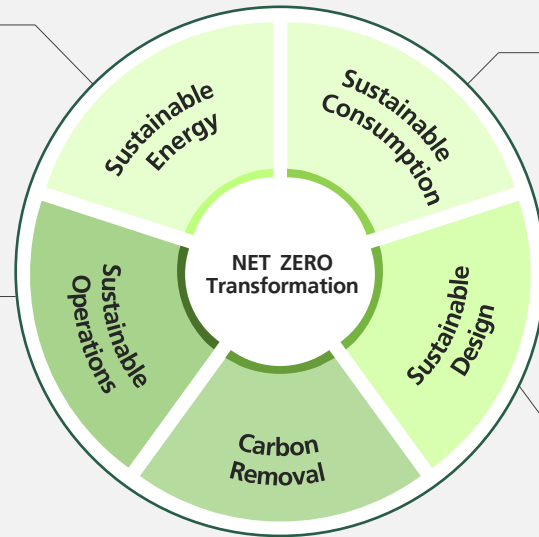 Sustainable
Energy
Sustainable
Consumption
NET ZERO
Transformation
Sustainable
Operations
Sustainable
Design
Carbon
Removal